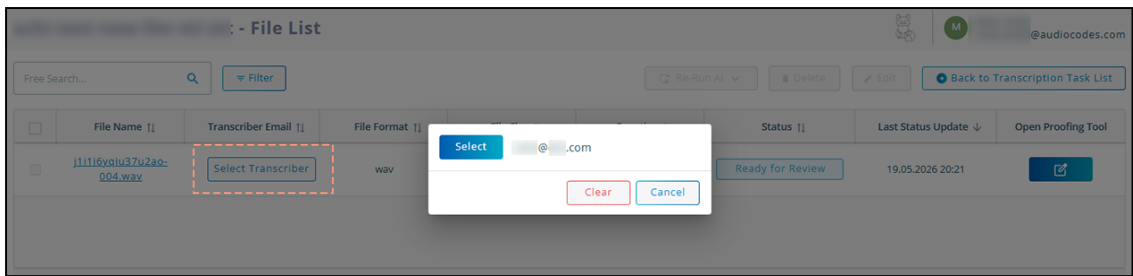 : - File List
M
@audiocodes.com
Free Search...
Filter
Re-Run AI
Delete
Edit
Back to Transcription Task List
File Name
Transcriber Email
File Format
Status
Last Status Update
Open Proofing Tool
j1i1i6yqiu37u2ao-
004.wav
Select Transcriber
wav
Ready for Review
19.05.2026 20:21
Select
@ .com
Clear
Cancel